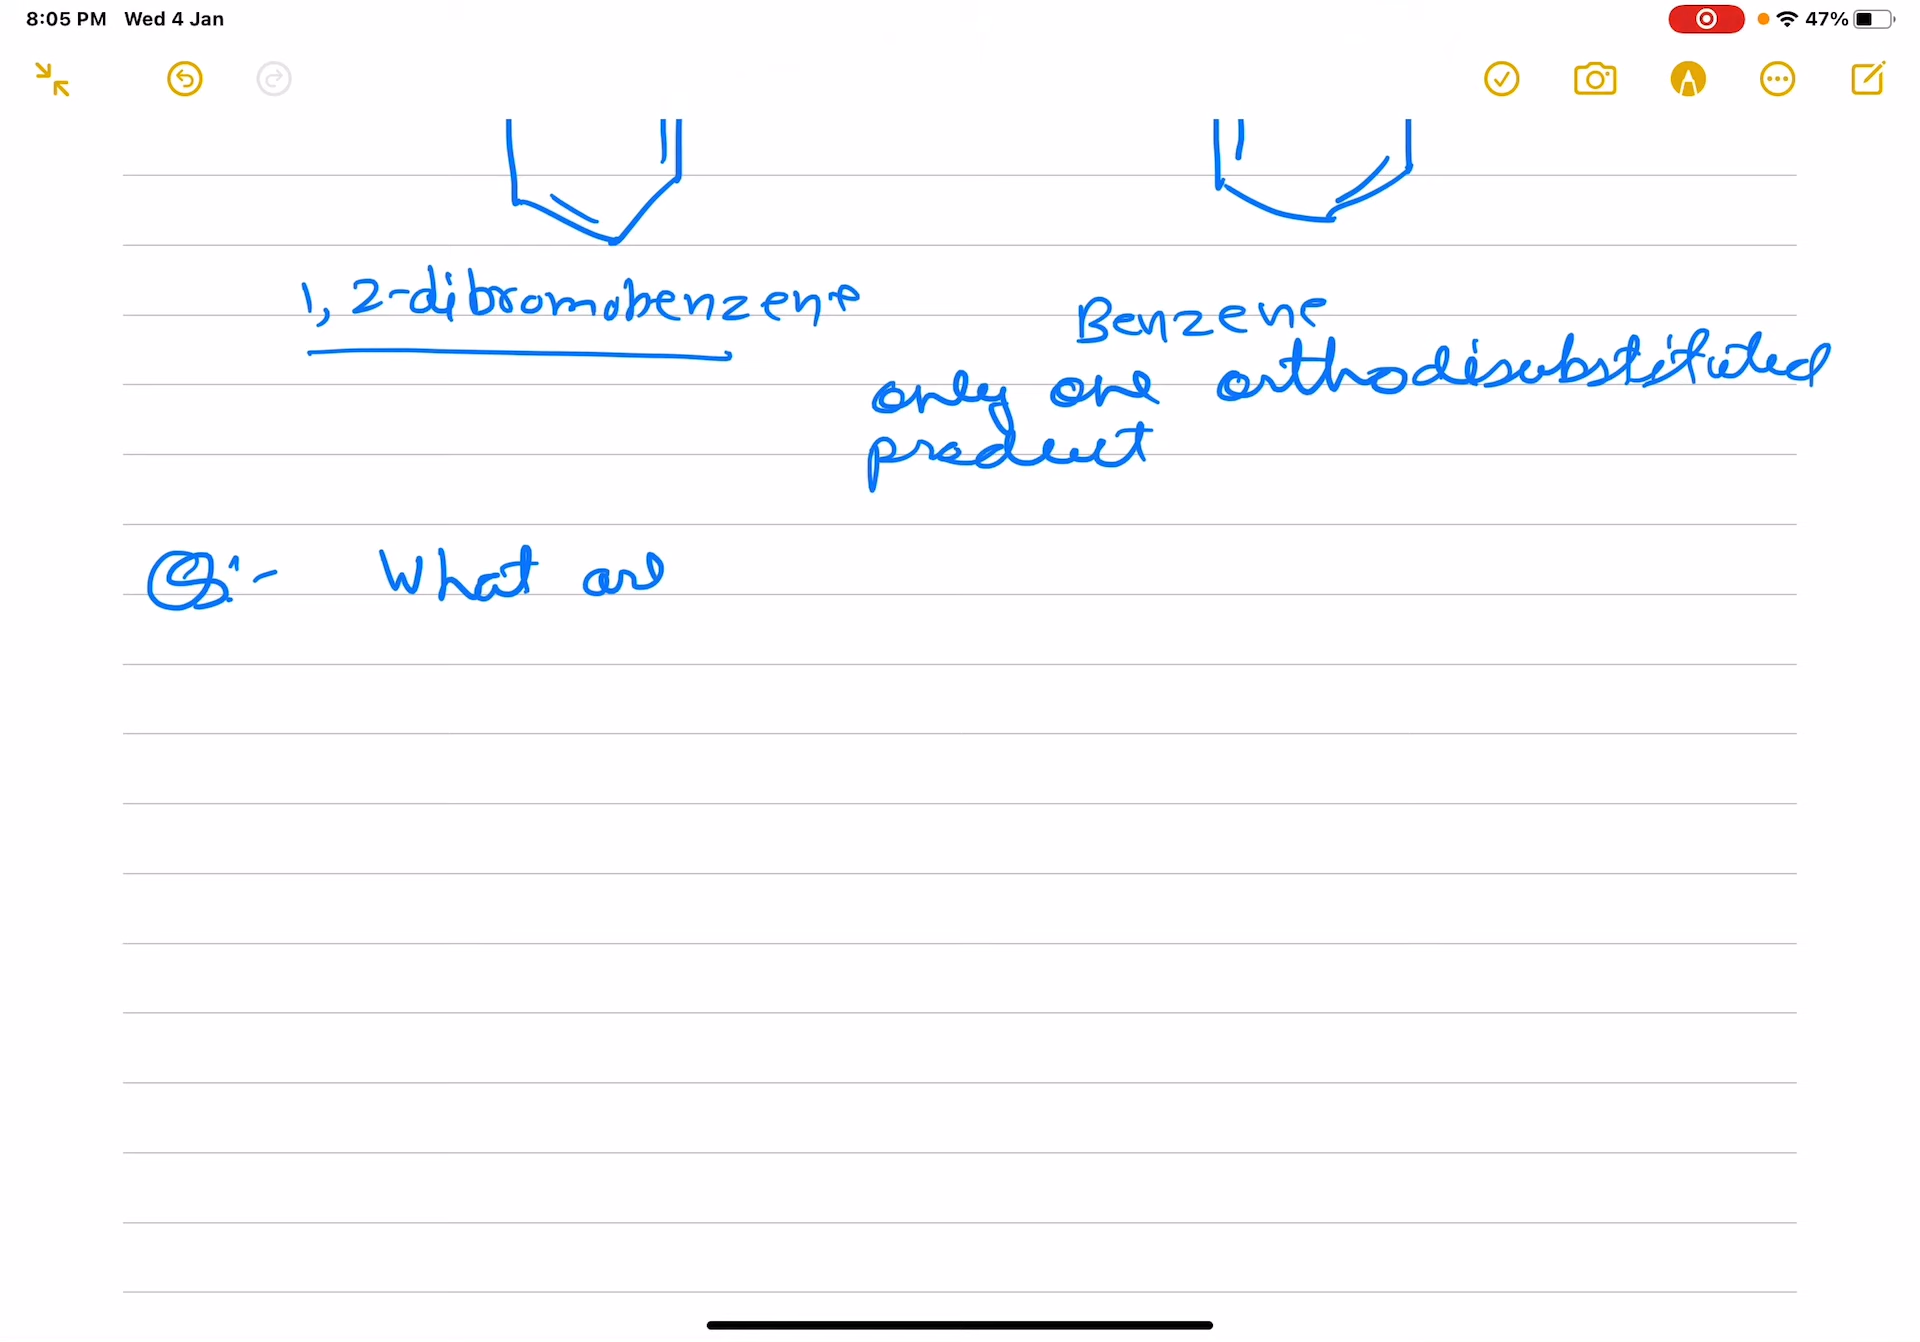 8:05 PM Wed 4 Jan
47%
1, 2-dibromobenzene
Benzene
only one orthodisubstituted
product
Q:- What are